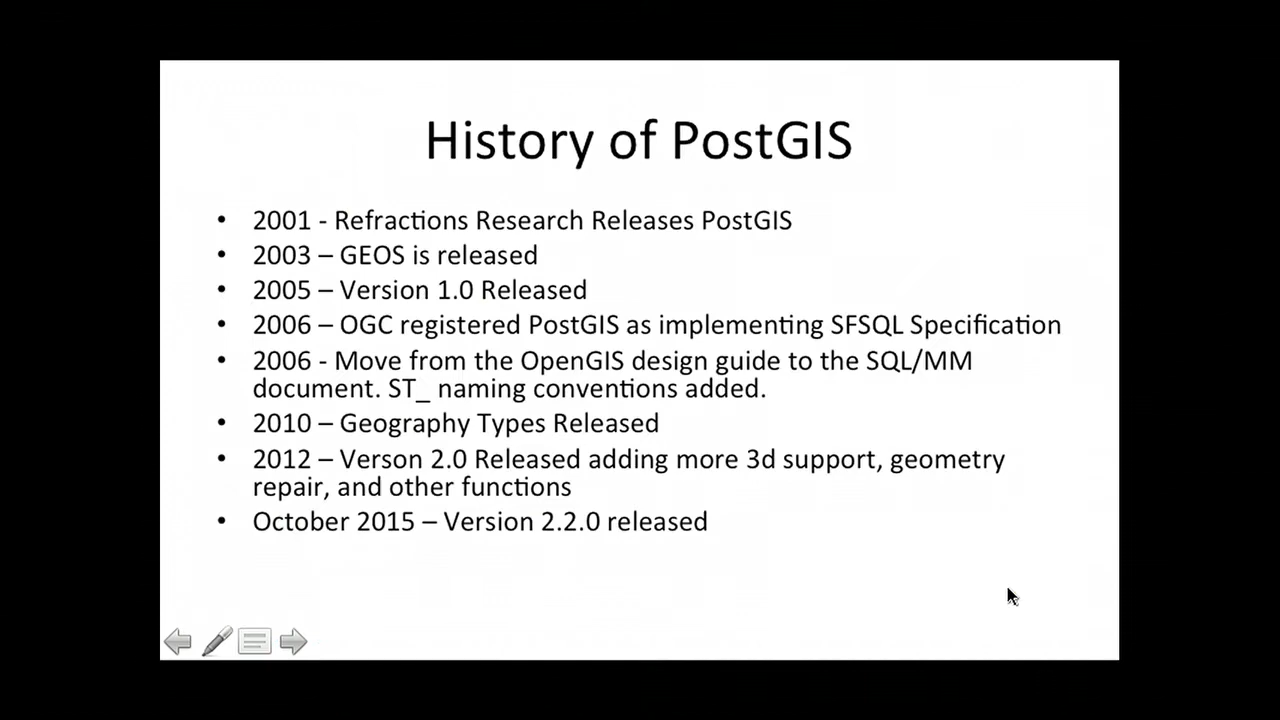 History of PostGIS
• 2001 - Refractions Research Releases PostGIS
• 2003 – GEOS is released
• 2005 – Version 1.0 Released
• 2006 – OGC registered PostGIS as implementing SFSQL Specification
• 2006 - Move from the OpenGIS design guide to the SQL/MM
document. ST_ naming conventions added.
• 2010 – Geography Types Released
• 2012 – Verson 2.0 Released adding more 3d support, geometry
repair, and other functions
• October 2015 – Version 2.2.0 released